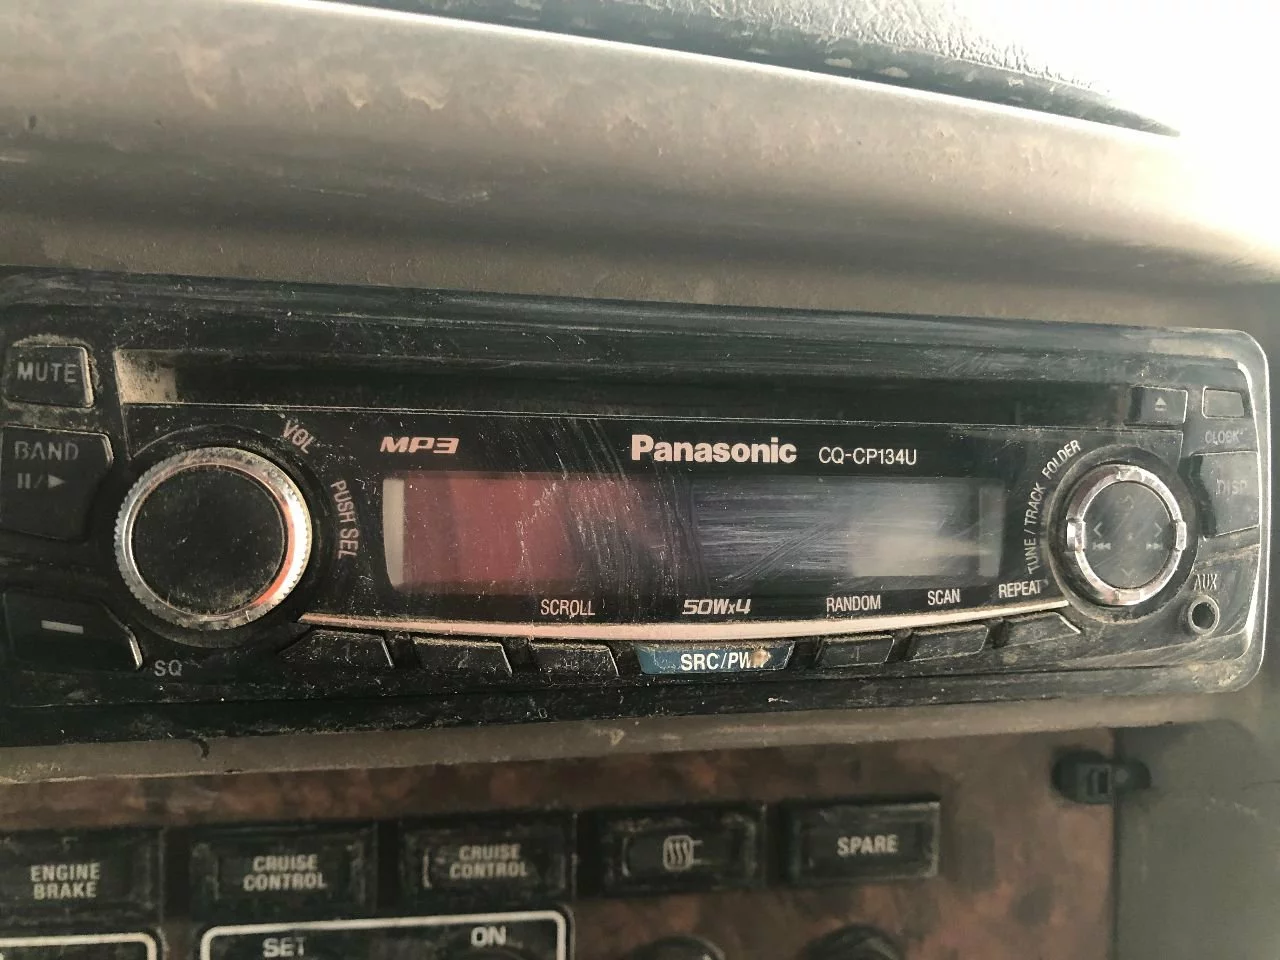 MUTE
BAND
VOL
PUSH SEL
MP3
Panasonic CQ-CP134U
TUNE / TRACK FOLDER
CLOCK
DISP
AUX
SCROLL
50Wx4
RANDOM
SCAN
REPEAT
SQ
SRC/PWR
ENGINE
BRAKE
CRUISE
CONTROL
CRUISE
CONTROL
SPARE
SET
ON